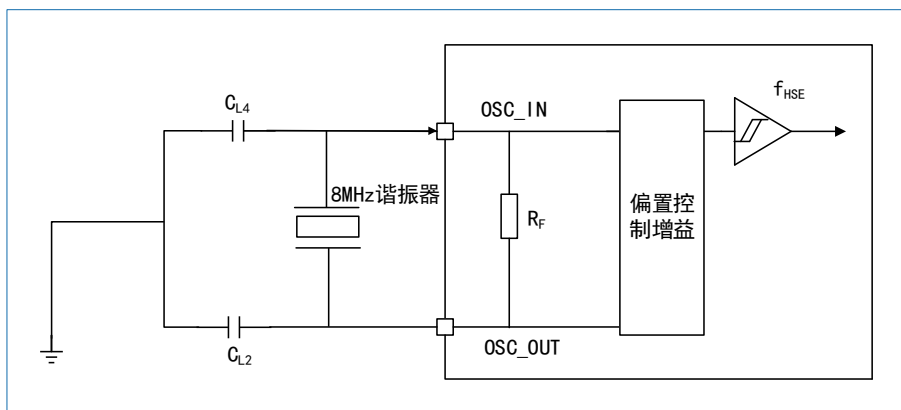 f_HSE
C_L4
OSC_IN
8MHz谐振器
R_F
偏置控
制增益
OSC_OUT
C_L2